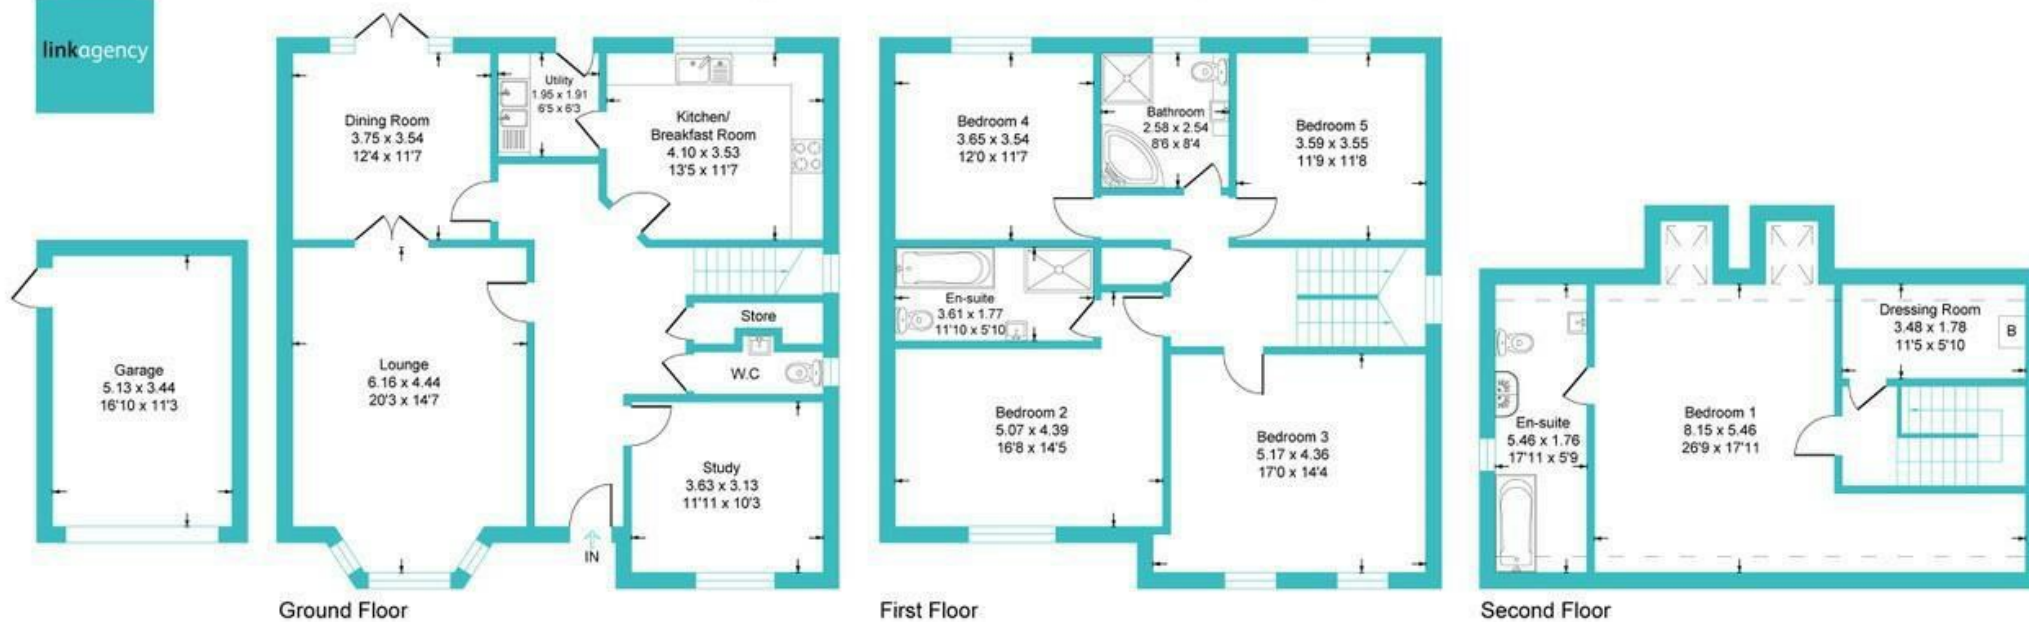 linkagency
Garage
5.13 x 3.44
16'10 x 11'3
Dining Room
3.75 x 3.54
12'4 x 11'7
Utility
1.95 x 1.91
6'5 x 6'3
Kitchen/
Breakfast Room
4.10 x 3.53
13'5 x 11'7
Lounge
6.16 x 4.44
20'3 x 14'7
Store
W.C
Study
3.63 x 3.13
11'11 x 10'3
IN
Ground Floor
Bedroom 4
3.65 x 3.54
12'0 x 11'7
Bathroom
2.58 x 2.54
8'6 x 8'4
Bedroom 5
3.59 x 3.55
11'9 x 11'8
En-suite
3.61 x 1.77
11'10 x 5'10
Bedroom 2
5.07 x 4.39
16'8 x 14'5
Bedroom 3
5.17 x 4.36
17'0 x 14'4
First Floor
Dressing Room
3.48 x 1.78
11'5 x 5'10
B
En-suite
5.46 x 1.76
17'11 x 5'9
Bedroom 1
8.15 x 5.46
26'9 x 17'11
Second Floor